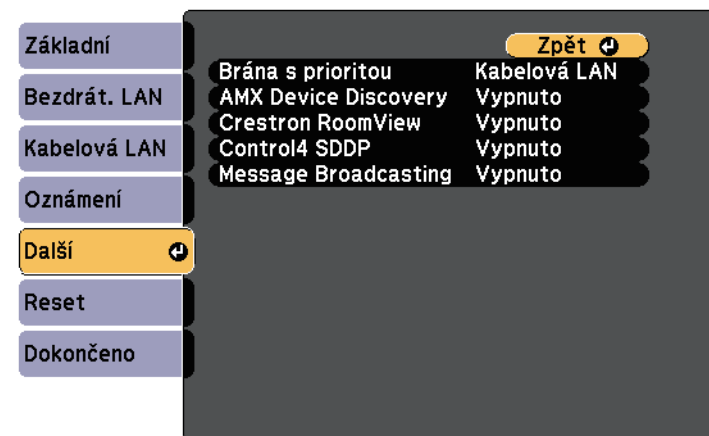 Základní
Bezdrát. LAN
Kabelová LAN
Oznámení
Další
Reset
Dokončeno
Zpět
Brána s prioritou Kabelová LAN
AMX Device Discovery Vypnuto
Crestron RoomView Vypnuto
Control4 SDDP Vypnuto
Message Broadcasting Vypnuto